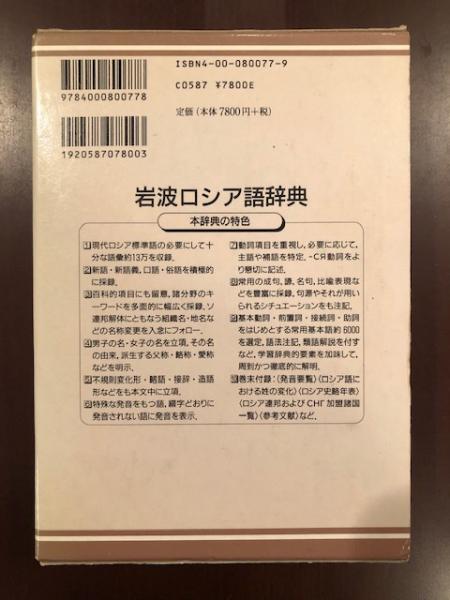 ISBN4-00-080077-9
C0587 ¥7800E
定価(本体7800円+税)
9784000800778
1920587078003
岩波ロシア語辞典
本辞典の特色
1現代ロシア標準語の必要にして十
分な語彙約13万を収録。
2新語・新語義,口語・俗語を積極的
に採録。
3百科的項目にも留意,諸分野のキ
ーワードを多面的に幅広く採録,ソ
連邦解体にともなう組織名・地名な
どの名称変更を入念にフォロー。
4男子の名・女子の名を立項,その名
の由来,派生する父称・略称・愛称
などを明示。
5不規則変化形・略語・接辞・造語
形なども本文中に立項。
6特殊な発音をもつ語,綴字どおりに
発音されない語に発音を表示。
7動詞項目を重視し,必要に応じて,
主語や補語を特定,-СЯ動詞をよ
り懇切に記述。
8常用の成句,諺,名句,比喩表現など
を豊富に採録,句源やそれが用い
られるシチュエーションをも注記。
9基本動詞・前置詞・接続詞・助詞
をはじめとする常用基本語約6000
を選定,語法注記,類語解説を付す
など,学習辞典的要素を加味して,
周到かつ徹底的に解明。
10巻末付録:〈発音要覧〉〈ロシア語に
おける姓の変化〉〈ロシア史略年表〉
〈ロシア連邦およびСНГ加盟諸国
一覧〉〈参考文献〉など.